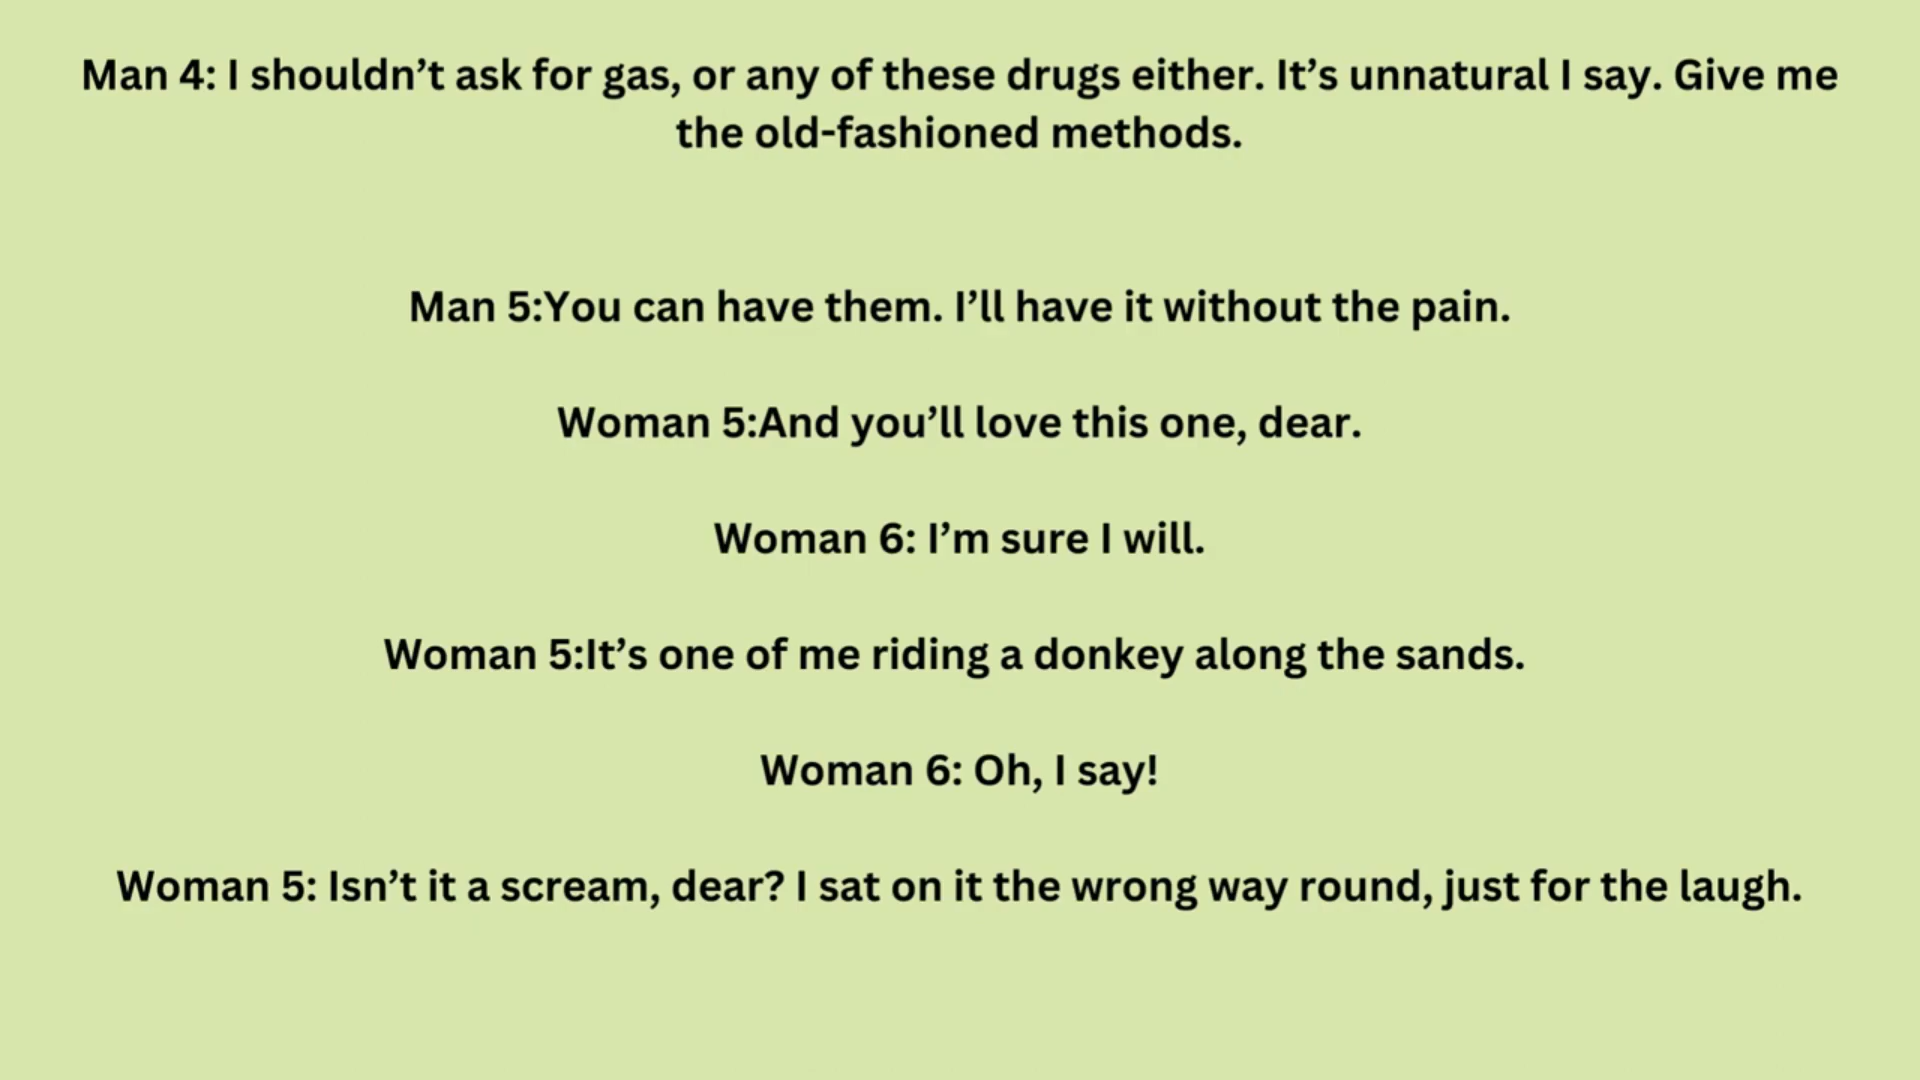 Man 4: I shouldn’t ask for gas, or any of these drugs either. It’s unnatural I say. Give me
the old-fashioned methods.
Man 5:You can have them. I’ll have it without the pain.
Woman 5:And you’ll love this one, dear.
Woman 6: I’m sure I will.
Woman 5:It’s one of me riding a donkey along the sands.
Woman 6: Oh, I say!
Woman 5: Isn’t it a scream, dear? I sat on it the wrong way round, just for the laugh.